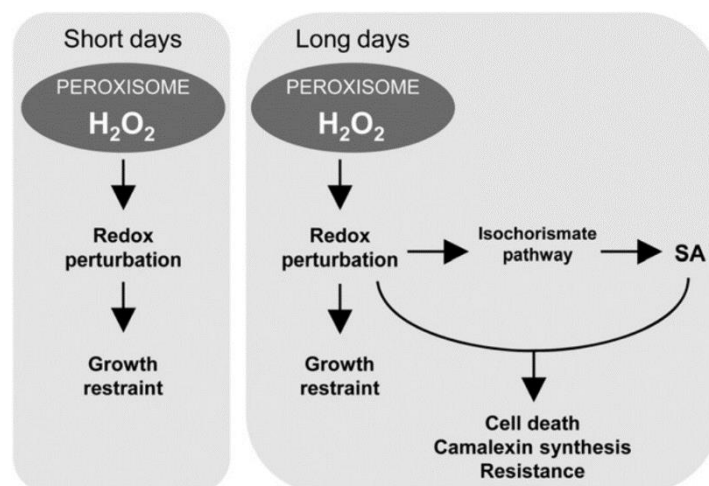 Short days
PEROXISOME
H₂O₂
Redox
perturbation
Growth
restraint
Long days
PEROXISOME
H₂O₂
Redox
perturbation
Isochorismate
pathway
SA
Growth
restraint
Cell death
Camalexin synthesis
Resistance